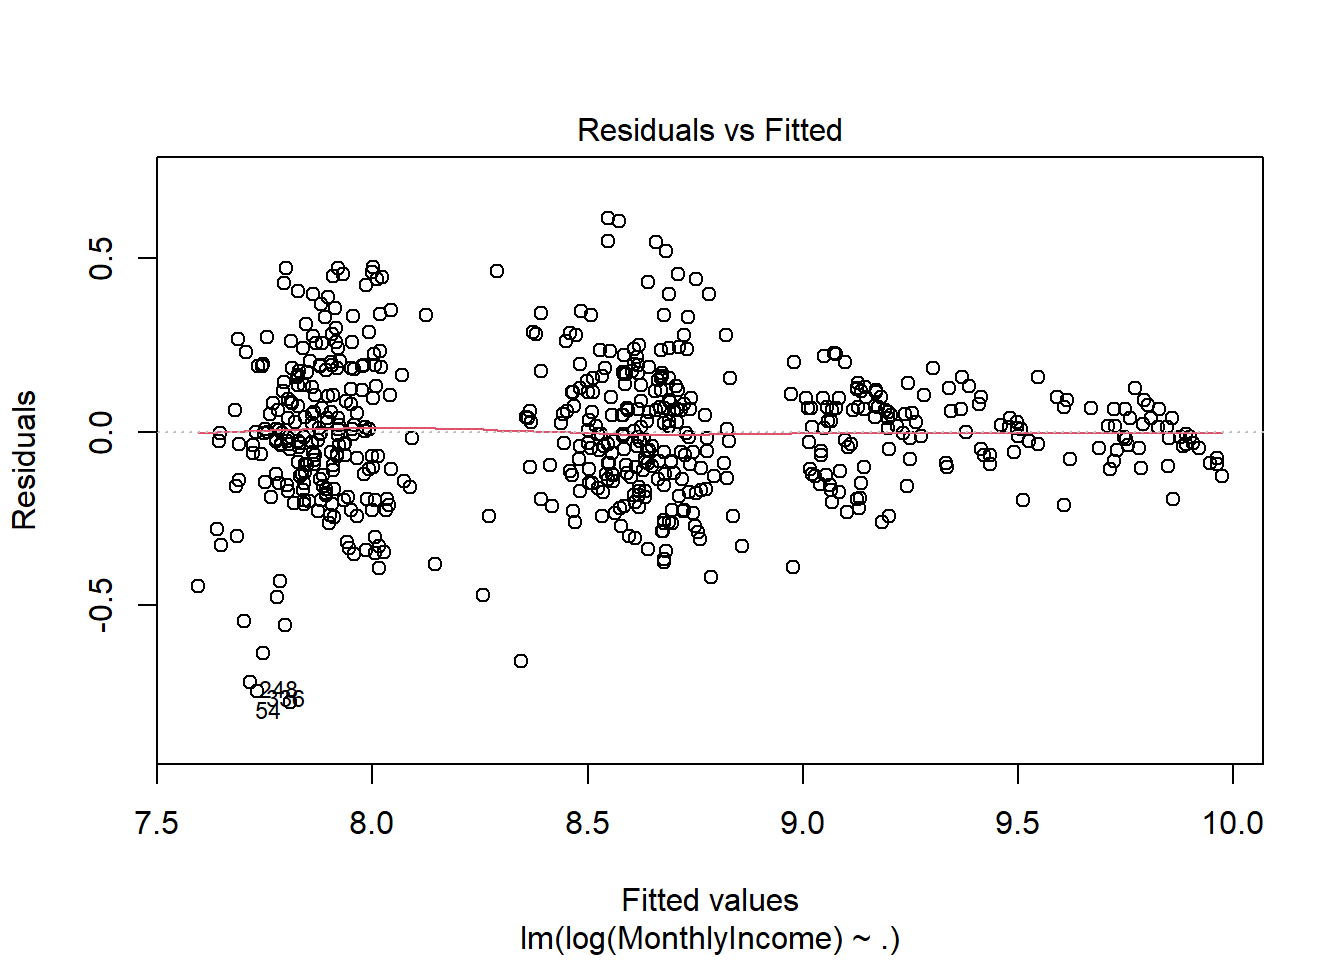 Residuals vs Fitted
Residuals
0.5
0.0
-0.5
248
336
54
7.5 8.0 8.5 9.0 9.5 10.0
Fitted values
lm(log(MonthlyIncome) ~ .)